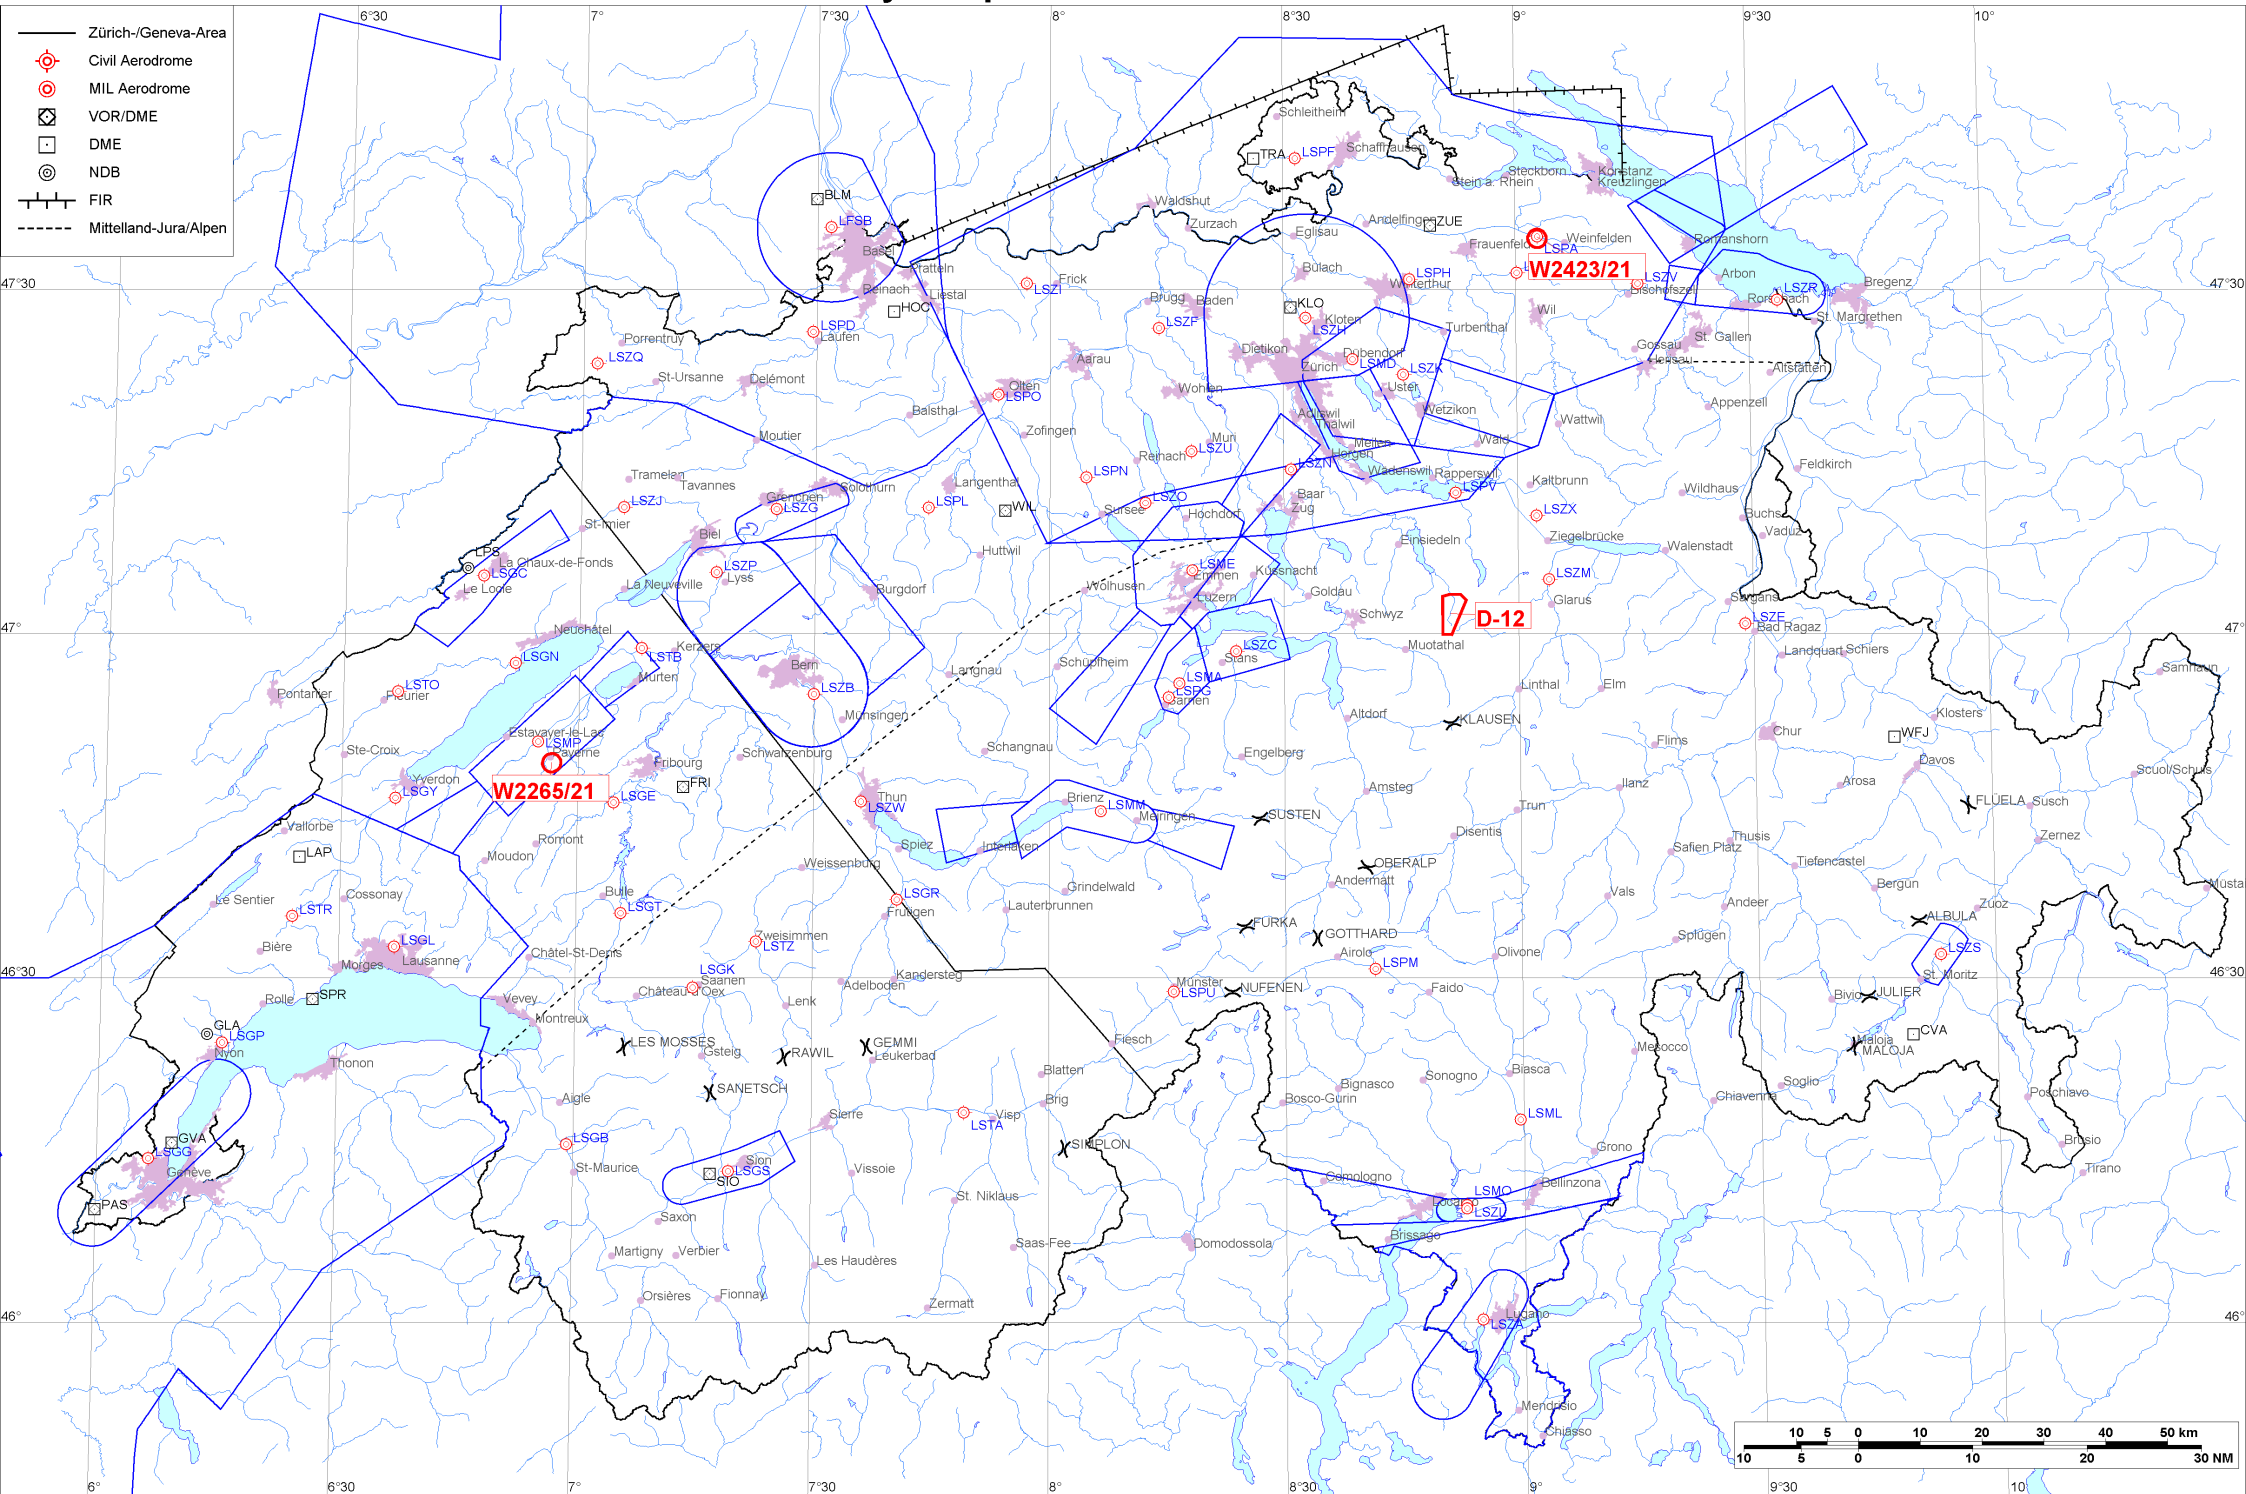 6°30
7°
7°30
8°
8°30
9°
9°30
10°
Zürich-/Geneva-Area
Civil Aerodrome
MIL Aerodrome
VOR/DME
DME
NDB
FIR
Mittelland-Jura/Alpen
Schleitheim
TRA
LSPF
Schaffhausen
Steckborn
Stein a. Rhein
Konstanz
Kreuzlingen
BLM
LFSB
Basel
Waldshut
Zurzach
Eglisau
Andelfingen
ZUE
Frauenfeld
LSPA
Weinfelden
Romanshorn
W2423/21
Pratteln
Reinach
Liestal
HOC
Frick
LSZI
Bülach
LSPH
Winterthur
LSZV
Bischofszell
Arbon
LSZR
Rorschach
Bregenz
St. Margrethen
47°30
47°30
Brugg
Baden
LSZF
KLO
Kloten
LSZH
Wil
Turbenthal
St. Gallen
Gossau
Herisau
Altstätten
LSPD
Laufen
Porrentruy
LSZQ
St-Ursanne
Delémont
Aarau
Olten
LSPO
Balsthal
Wohlen
Dietikon
Zürich
Dübendorf
LSMD
LSZK
Uster
Wetzikon
Appenzell
Wattwil
Adliswil
Thalwil
Moutier
Zofingen
Muri
LSZU
Reinach
Meilen
Horgen
Wald
LSZN
Wädenswil
Rapperswil
LSPV
Kaltbrunn
Wildhaus
Feldkirch
Tramelan
Tavannes
LSZJ
Grenchen
LSZG
Solothurn
Langenthal
LSPL
WIL
LSPN
LSZO
Sursee
Hochdorf
Baar
Zug
LSZX
Ziegelbrücke
Buchs
Vaduz
Walenstadt
St-Imier
Biel
LPS
La Chaux-de-Fonds
LSGC
Le Locle
La Neuveville
LSZP
Lyss
Burgdorf
Huttwil
Wolhusen
LSME
Emmen
Luzern
Küssnacht
Einsiedeln
Goldau
Schwyz
D-12
LSZM
Glarus
Sargans
LSZE
Bad Ragaz
47°
47°
Neuchâtel
LSGN
LSTB
Kerzers
Murten
Bern
LSZB
Langnau
Schüpfheim
LSZC
Stans
LSMA
LSPG
Sarnen
Muotathal
Landquart
Schiers
Samnaun
Pontarlier
LSTO
Fleurier
Münsingen
Altdorf
KLAUSEN
Linthal
Elm
Klosters
WFJ
Davos
Ste-Croix
Estavayer-le-Lac
LSMP
Payerne
W2265/21
Yverdon
LSGY
LSGE
Fribourg
FRI
Schwarzenburg
Schangnau
Engelberg
Flims
Chur
Arosa
Scuol/Schuls
Thun
LSZW
Brienz
LSMM
Meiringen
SUSTEN
Amsteg
Trun
Ilanz
FLUELA
Susch
Vallorbe
LAP
Romont
Moudon
Weissenburg
Spiez
Interlaken
Disentis
Thusis
Safien Platz
Tiefencastel
Zernez
OBERALP
Andermatt
Le Sentier
Cossonay
LSTR
Bulle
LSGT
LSGR
Frutigen
Grindelwald
Lauterbrunnen
FURKA
GOTTHARD
Vals
Andeer
Bergün
Zuoz
ALBULA
Müsta
Bière
LSGL
Morges
Lausanne
Châtel-St-Denis
Zweisimmen
LSTZ
Airolo
LSPM
Olivone
Splügen
LSZS
St. Moritz
46°30
46°30
Rolle
SPR
Vevey
Montreux
LSGK
Saanen
Château-d'Oex
Lenk
Adelboden
Kandersteg
Münster
LSPU
NUFENEN
Faido
Bivio
JULIER
GLA
LSGP
Nyon
Thonon
LES MOSSES
Gsteig
RAWIL
GEMMI
Leukerbad
Fiesch
Mesocco
Maloja
MALOJA
CVA
SANETSCH
Aigle
Blatten
Brig
Bignasco
Sonogno
Biasca
Bosco-Gurin
Soglio
Chiavenna
Poschiavo
GVA
LSGG
Genève
PAS
LSGB
St-Maurice
Sion
LSGS
SIO
Sierre
LSTA
Visp
SIMPLON
LSML
Grono
Brusio
Tirano
Vissoie
St. Niklaus
Comologno
LSMO
Locarno
LSZL
Bellinzona
Brissago
Saxon
Martigny
Verbier
Les Haudères
Saas-Fee
Domodossola
Orsières
Fionnay
Zermatt
Lugano
LSZA
46°
46°
Mendrisio
Chiasso
10 5 0 10 20 30 40 50 km
10 5 0 10 20 30 NM
6°
6°30
7°
7°30
8°
8°30
9°
9°30
10°